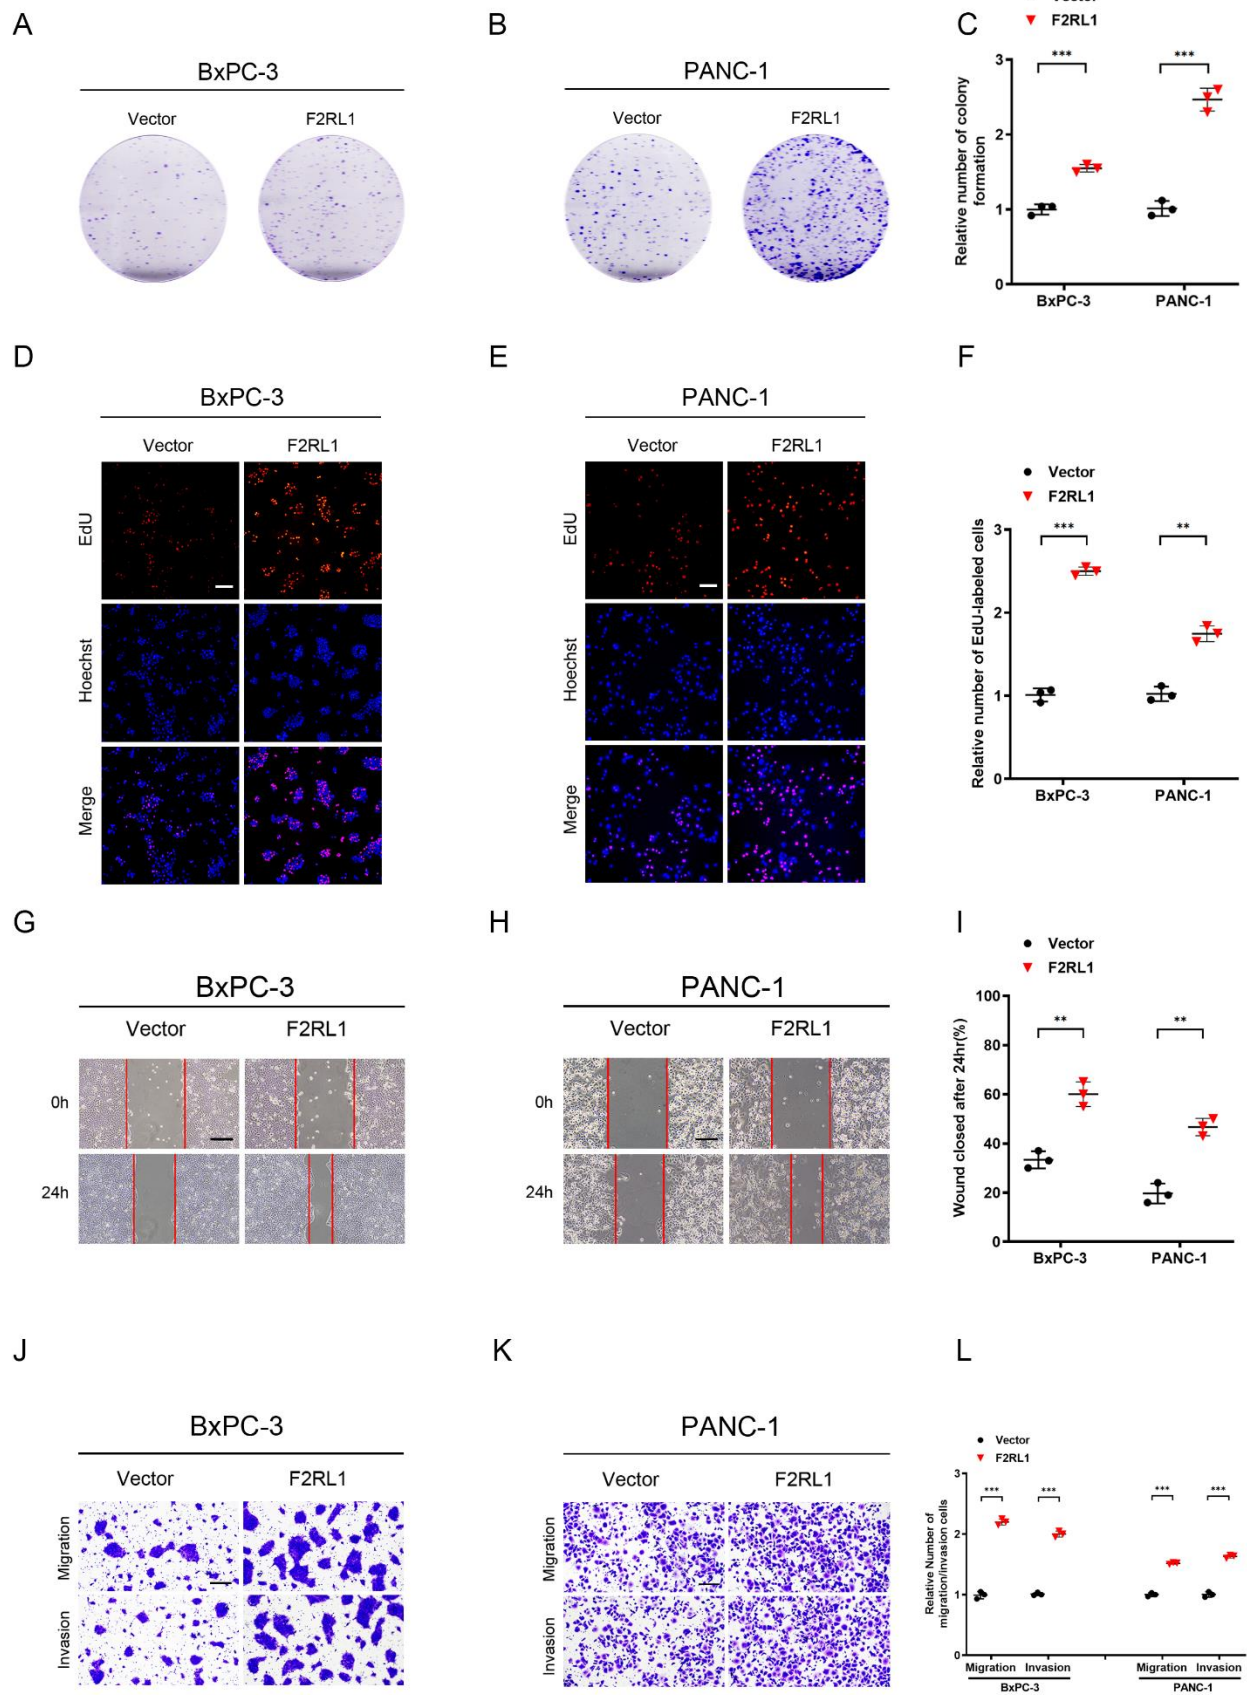 A
BxPC-3
Vector F2RL1
B
PANC-1
Vector F2RL1
C
F2RL1
Relative number of colony
formation
3
2
1
0
*** ***
BxPC-3 PANC-1
D
BxPC-3
Vector F2RL1
EdU
Hoechst
Merge
E
PANC-1
Vector F2RL1
EdU
Hoechst
Merge
F
Vector
F2RL1
Relative number of EdU-labeled cells
3
2
1
0
*** **
BxPC-3 PANC-1
G
BxPC-3
Vector F2RL1
0h
24h
H
PANC-1
Vector F2RL1
0h
24h
I
Vector
F2RL1
Wound closed after 24hr(%)
100
80
60
40
20
0
** **
BxPC-3 PANC-1
J
BxPC-3
Vector F2RL1
Migration
Invasion
K
PANC-1
Vector F2RL1
Migration
Invasion
L
Vector
F2RL1
Relative Number of
migration/invasion cells
3
2
1
0
*** *** *** ***
Migration Invasion Migration Invasion
BxPC-3 PANC-1